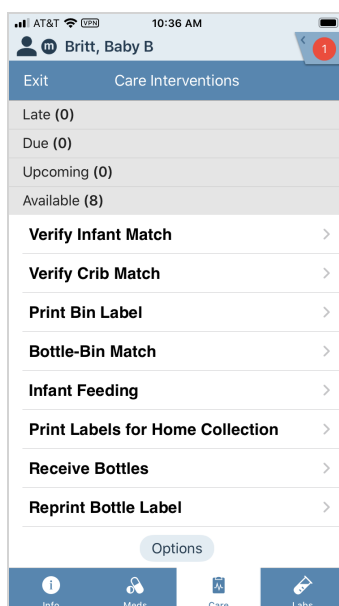 AT&T VPN 10:36 AM
m Britt, Baby B 1
Exit Care Interventions
Late (0)
Due (0)
Upcoming (0)
Available (8)
Verify Infant Match
Verify Crib Match
Print Bin Label
Bottle-Bin Match
Infant Feeding
Print Labels for Home Collection
Receive Bottles
Reprint Bottle Label
Options
Info Meds Care Labs